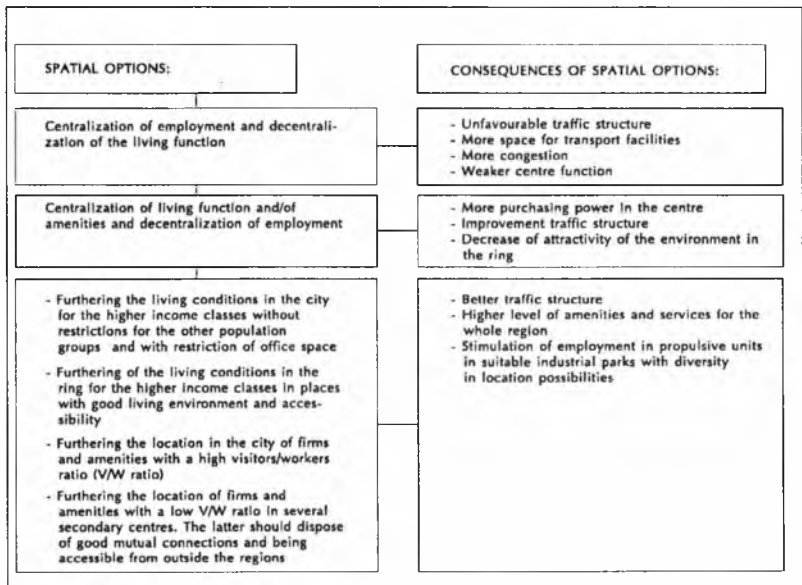 SPATIAL OPTIONS:
CONSEQUENCES OF SPATIAL OPTIONS:
Centralization of employment and decentrali-
zation of the living function
- Unfavourable traffic structure
- More space for transport facilities
- More congestion
- Weaker centre function
Centralization of living function and/of
amenities and decentralization of employment
- More purchasing power in the centre
- Improvement traffic structure
- Decrease of attractivity of the environment in
the ring
- Furthering the living conditions in the city
for the higher income classes without
restrictions for the other population
groups and with restriction of office space
- Furthering of the living conditions in the
ring for the higher income classes in places
with good living environment and acces-
sibility
- Furthering the location in the city of firms
and amenities with a high visitors/workers
ratio (V/W ratio)
- Furthering the location of firms and
amenities with a low V/W ratio in several
secondary centres. The latter should dispose
of good mutual connections and being
accessible from outside the regions
- Better traffic structure
- Higher level of amenities and services for the
whole region
- Stimulation of employment in propulsive units
in suitable industrial parks with diversity
in location possibilities